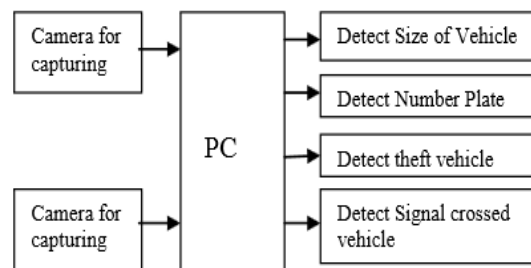 Camera for
capturing
Camera for
capturing
PC
Detect Size of Vehicle
Detect Number Plate
Detect theft vehicle
Detect Signal crossed
vehicle